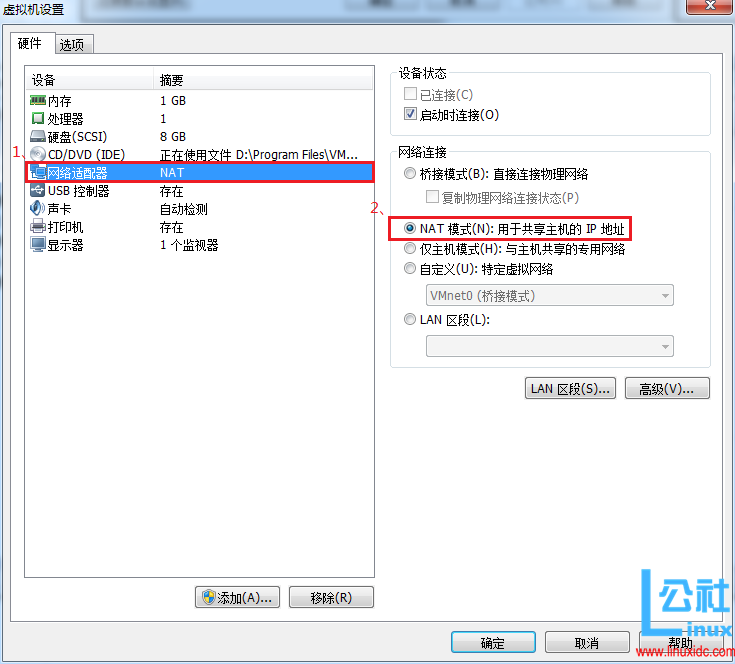 虚拟机设置
硬件 选项
设备 摘要
内存 1 GB
处理器 1
硬盘(SCSI) 8 GB
1、
CD/DVD (IDE) 正在使用文件 D:\Program Files\VM...
网络适配器 NAT
USB 控制器 存在
声卡 自动检测
打印机 存在
显示器 1 个监视器
添加(A)... 移除(R)
设备状态
已连接(C)
启动时连接(O)
网络连接
桥接模式(B): 直接连接物理网络
复制物理网络连接状态(P)
2、
NAT 模式(N): 用于共享主机的 IP 地址
仅主机模式(H): 与主机共享的专用网络
自定义(U): 特定虚拟网络
VMnet0 (桥接模式)
LAN 区段(L):
LAN 区段(S)... 高级(V)...
确定 取消 帮助
公社
Linux
www.linuxidc.com